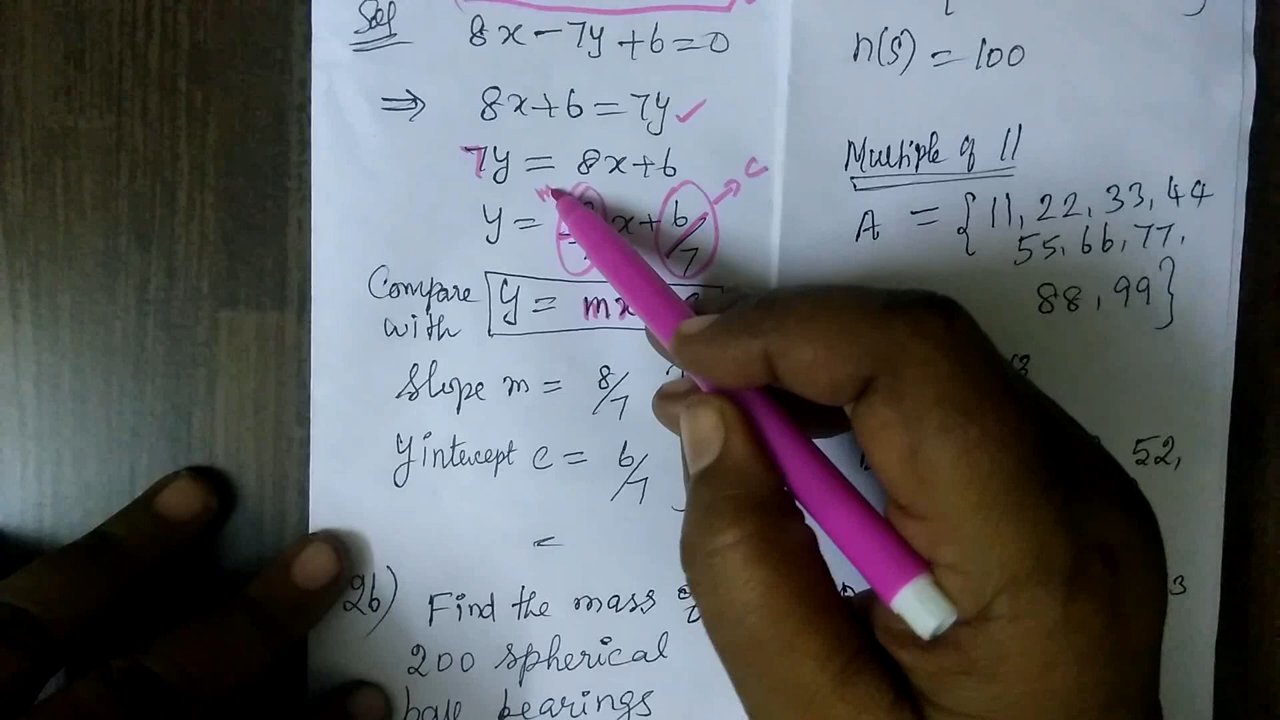 Sol
8x - 7y + 6 = 0
⇒ 8x + 6 = 7y ✓
7y = 8x + 6
m
c
y = x + 6/7
Compare with y = mx
Slope m = 8/7
y intercept c = 6/7
26) Find the mass
200 spherical
bearings
n(S) = 100
Multiple of 11
A = {11, 22, 33, 44
55, 66, 77,
88, 99}
52,
3